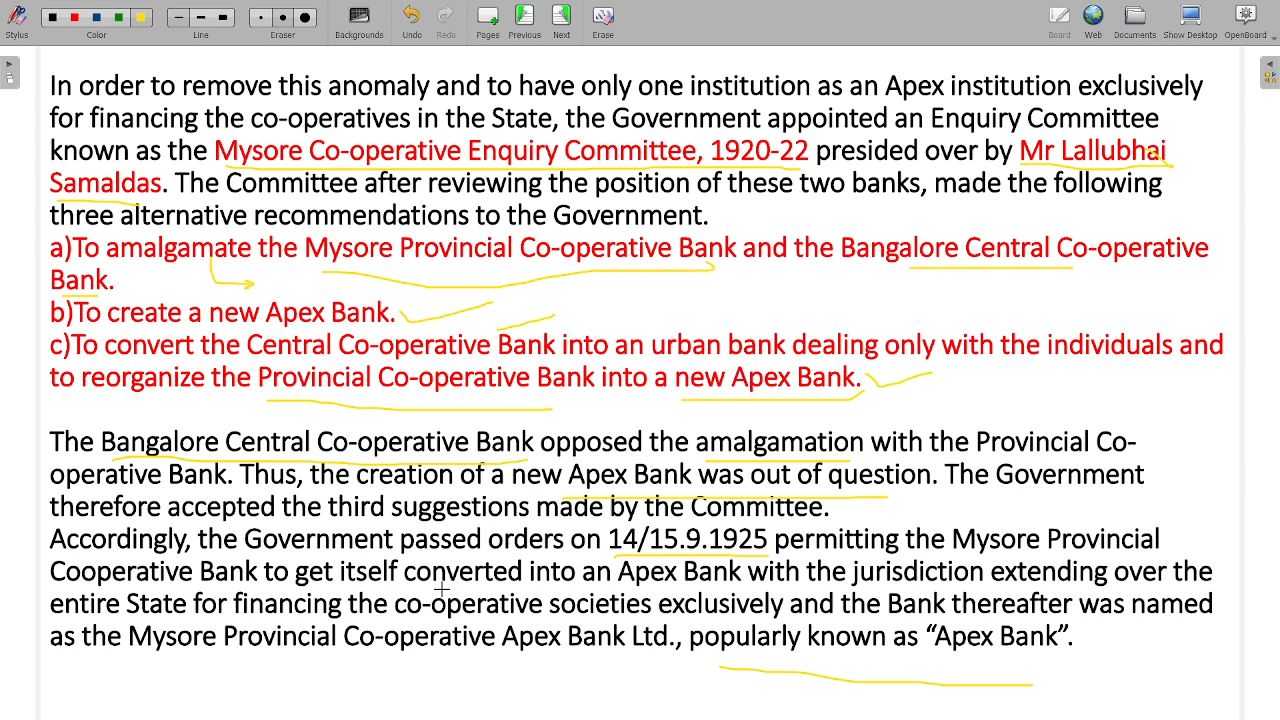 Stylus
Color
Line
Eraser
Backgrounds
Undo
Redo
Pages
Previous
Next
Erase
Board
Web
Documents
Show Desktop
OpenBoard
In order to remove this anomaly and to have only one institution as an Apex institution exclusively
for financing the co-operatives in the State, the Government appointed an Enquiry Committee
known as the Mysore Co-operative Enquiry Committee, 1920-22 presided over by Mr Lallubhai
Samaldas. The Committee after reviewing the position of these two banks, made the following
three alternative recommendations to the Government.
a)To amalgamate the Mysore Provincial Co-operative Bank and the Bangalore Central Co-operative
Bank.
b)To create a new Apex Bank.
c)To convert the Central Co-operative Bank into an urban bank dealing only with the individuals and
to reorganize the Provincial Co-operative Bank into a new Apex Bank.
The Bangalore Central Co-operative Bank opposed the amalgamation with the Provincial Co-
operative Bank. Thus, the creation of a new Apex Bank was out of question. The Government
therefore accepted the third suggestions made by the Committee.
Accordingly, the Government passed orders on 14/15.9.1925 permitting the Mysore Provincial
Cooperative Bank to get itself converted into an Apex Bank with the jurisdiction extending over the
entire State for financing the co-operative societies exclusively and the Bank thereafter was named
as the Mysore Provincial Co-operative Apex Bank Ltd., popularly known as “Apex Bank”.